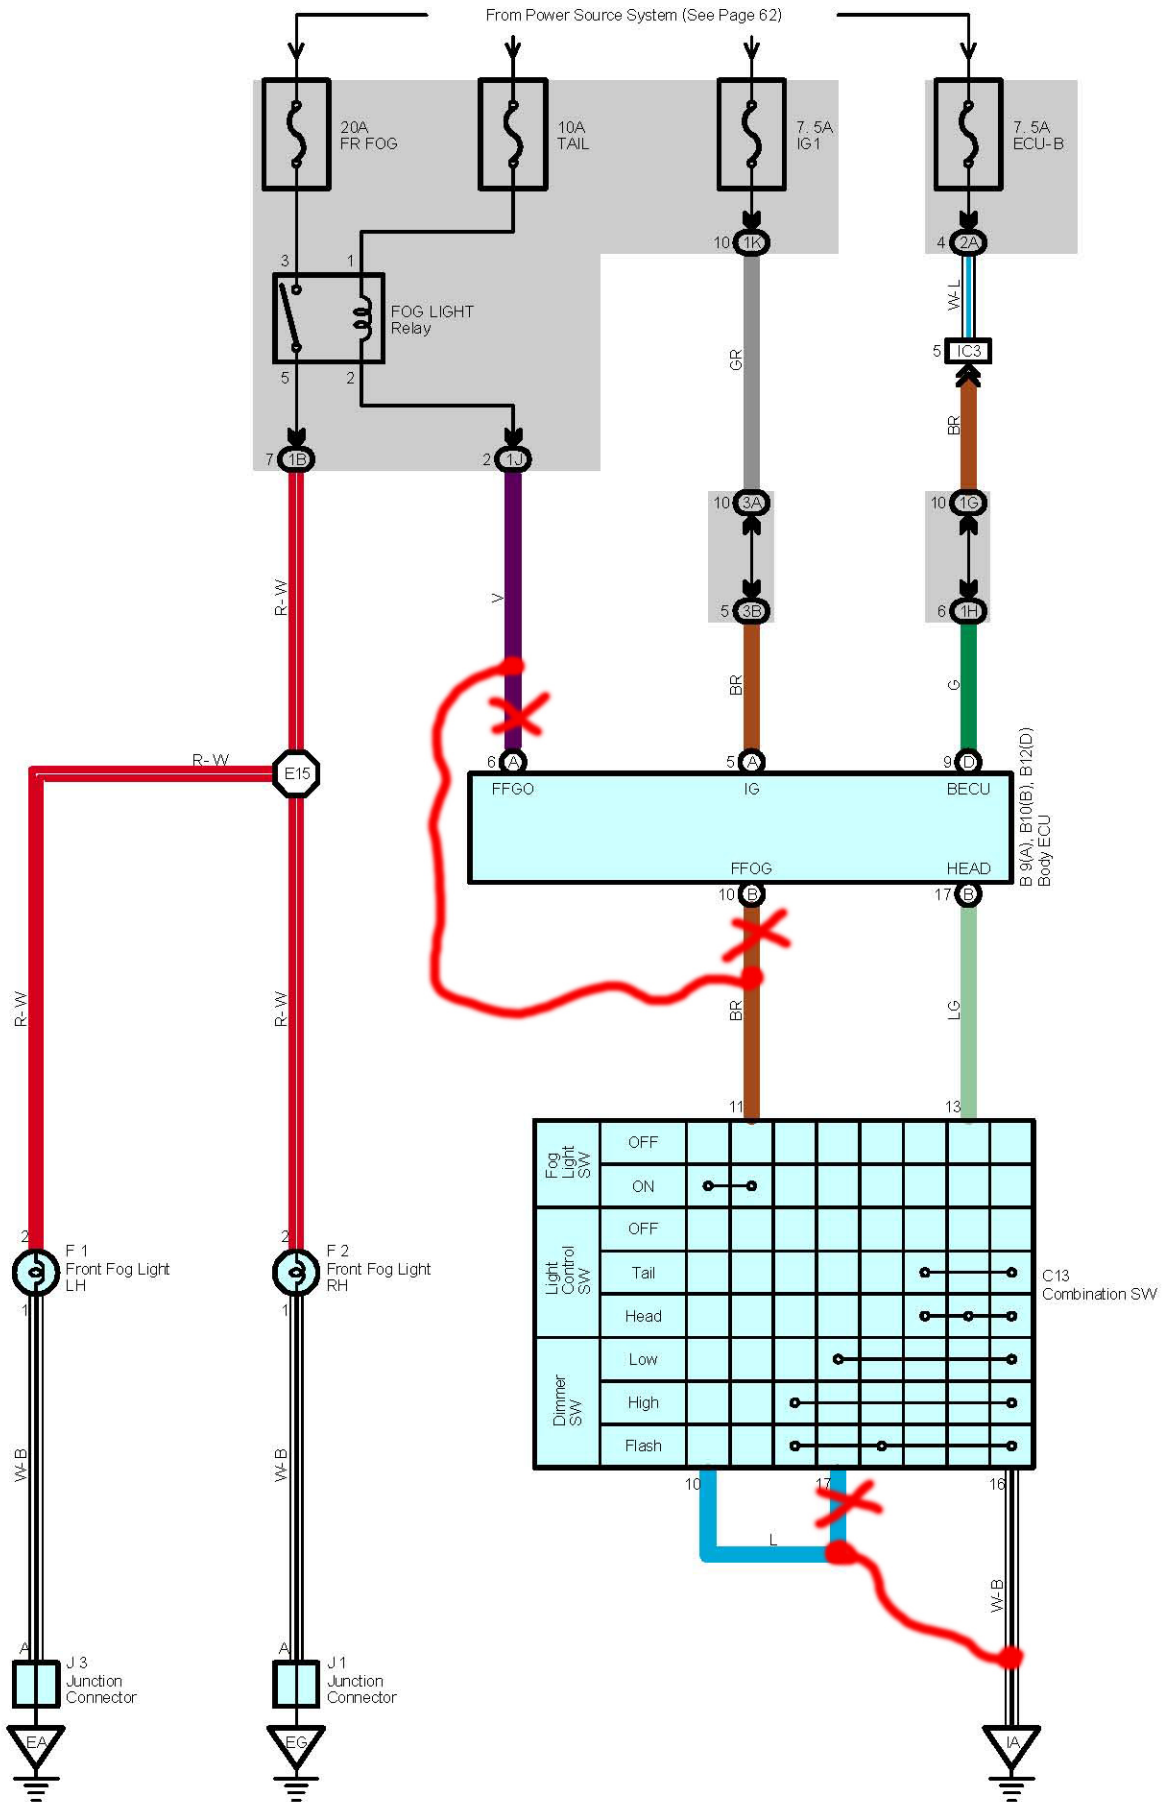 From Power Source System (See Page 62)
20A
FR FOG
10A
TAIL
7. 5A
IG1
7. 5A
ECU-B
10 1K
4 2A
W-L
3 1
FOG LIGHT
Relay
5 2
GR
5 IC3
BR
7 1B
2 1J
10 3A
10 1G
R-W
V
5 3B
6 1H
BR
G
R-W
E15
6 A
5 A
9 D
FFGO
IG
BECU
B 9(A), B10(B), B12(D)
Body ECU
FFOG
HEAD
10 B
17 B
R-W
R-W
BR
LG
11
13
Fog
Light
SW
OFF
ON
Light
Control
SW
OFF
Tail
Head
Dimmer
SW
Low
High
Flash
C13
Combination SW
2
F 1
Front Fog Light
LH
1
2
F 2
Front Fog Light
RH
1
10
17
16
L
W-B
W-B
W-B
A
J 3
Junction
Connector
A
J 1
Junction
Connector
EA
EG
IA